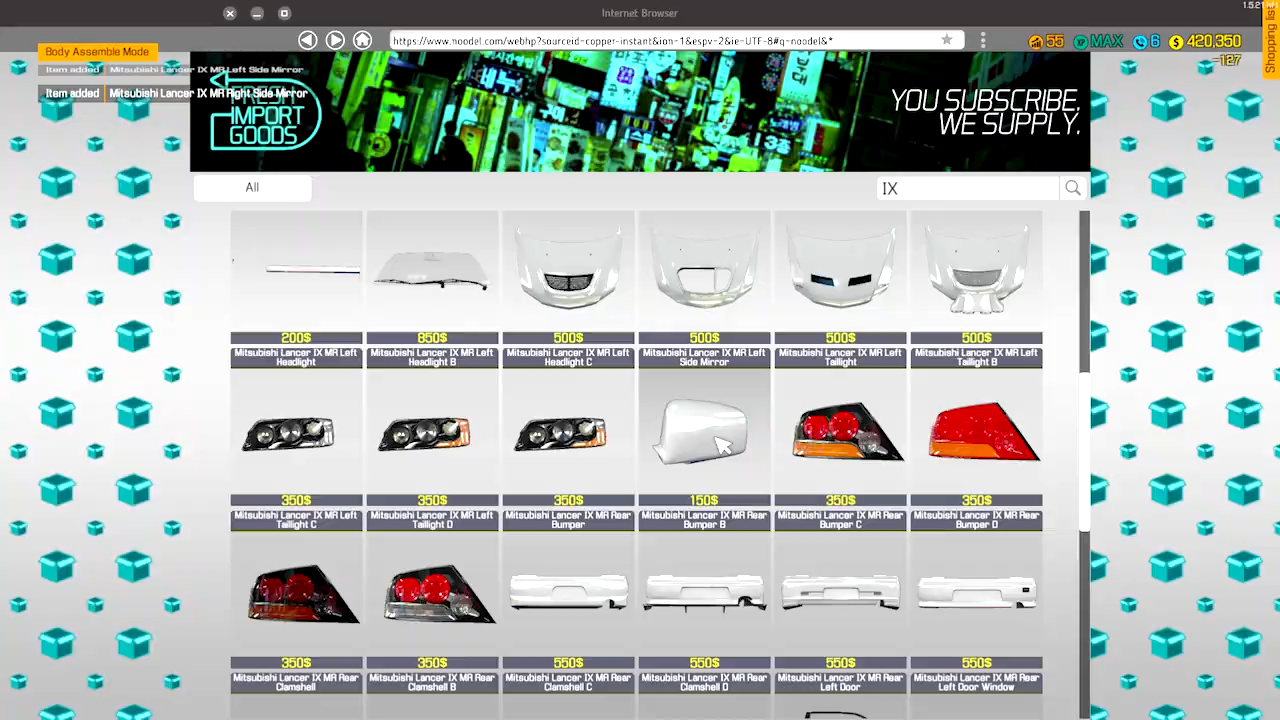 Internet Browser
1.5.21
Shopping list
https://www.noodel.com/webhp?sourceid-copper-instant&ion-1&espv-2&ie-UTF-8#q-noodel&*
Body Assemble Mode
55
MAX
6
420,350
-127
Item added Mitsubishi Lancer IX MR Left Side Mirror
Item added Mitsubishi Lancer IX MR Right Side Mirror
FRESH
IMPORT
GOODS
YOU SUBSCRIBE,
WE SUPPLY.
All
IX
200$ 850$ 500$ 500$ 500$ 500$
Mitsubishi Lancer IX MR Left
Headlight
Mitsubishi Lancer IX MR Left
Headlight B
Mitsubishi Lancer IX MR Left
Headlight C
Mitsubishi Lancer IX MR Left
Side Mirror
Mitsubishi Lancer IX MR Left
Taillight
Mitsubishi Lancer IX MR Left
Taillight B
350$ 350$ 350$ 150$ 350$ 350$
Mitsubishi Lancer IX MR Left
Taillight C
Mitsubishi Lancer IX MR Left
Taillight D
Mitsubishi Lancer IX MR Rear
Bumper
Mitsubishi Lancer IX MR Rear
Bumper B
Mitsubishi Lancer IX MR Rear
Bumper C
Mitsubishi Lancer IX MR Rear
Bumper D
350$ 350$ 550$ 550$ 550$ 550$
Mitsubishi Lancer IX MR Rear
Clamshell
Mitsubishi Lancer IX MR Rear
Clamshell B
Mitsubishi Lancer IX MR Rear
Clamshell C
Mitsubishi Lancer IX MR Rear
Clamshell D
Mitsubishi Lancer IX MR Rear
Left Door
Mitsubishi Lancer IX MR Rear
Left Door Window